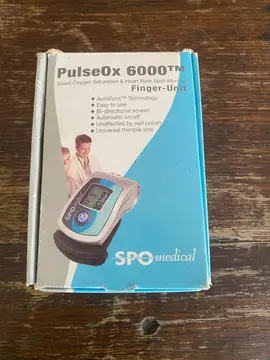 PulseOx 6000™
Blood Oxygen Saturation & Heart Rate Spot-Monitor
Finger-Unit
• AutoSpot™ Technology
• Easy to use
• Bi-directional screen
• Automatic on/off
• Unaffected by nail polish
• Universal thimble size
SPO medical